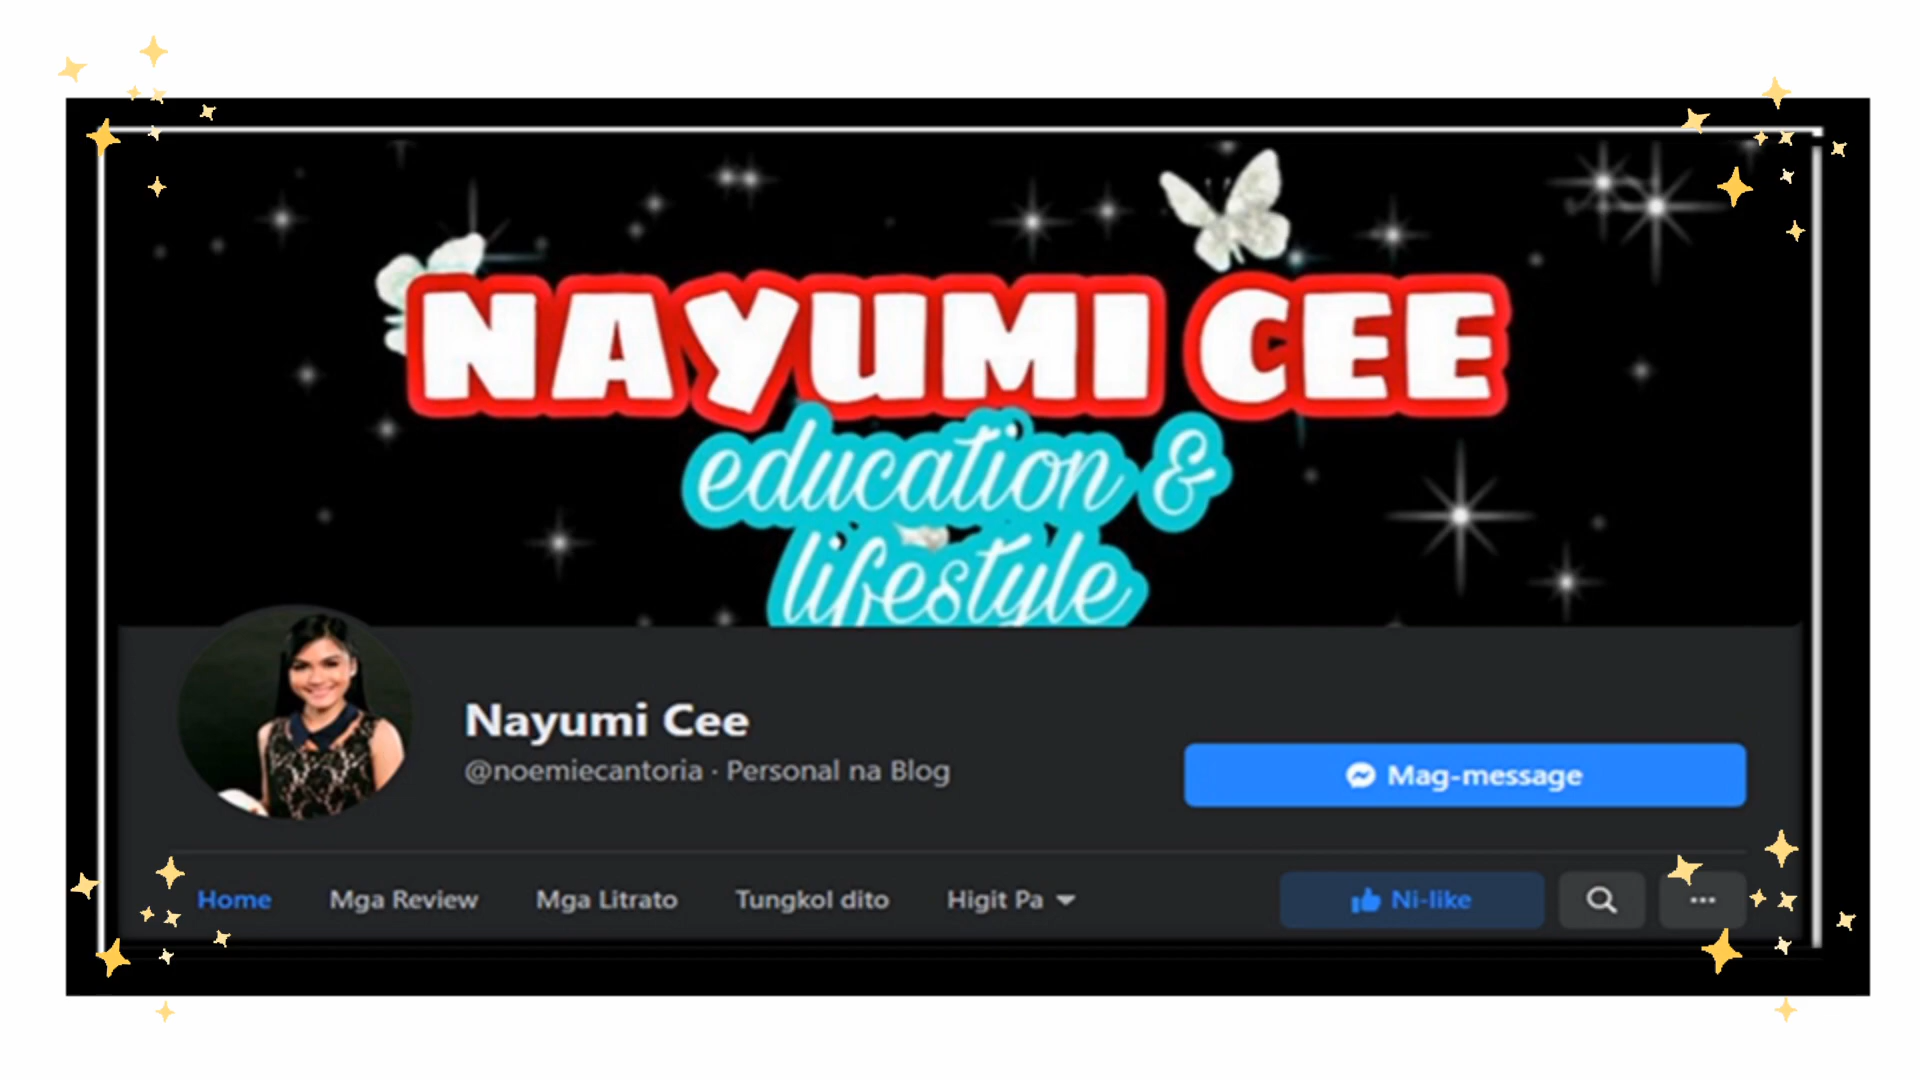 NAYUMI CEE
education &
lifestyle
Nayumi Cee
@noemiecantoria · Personal na Blog
Mag-message
Home Mga Review Mga Litrato Tungkol dito Higit Pa Ni-like